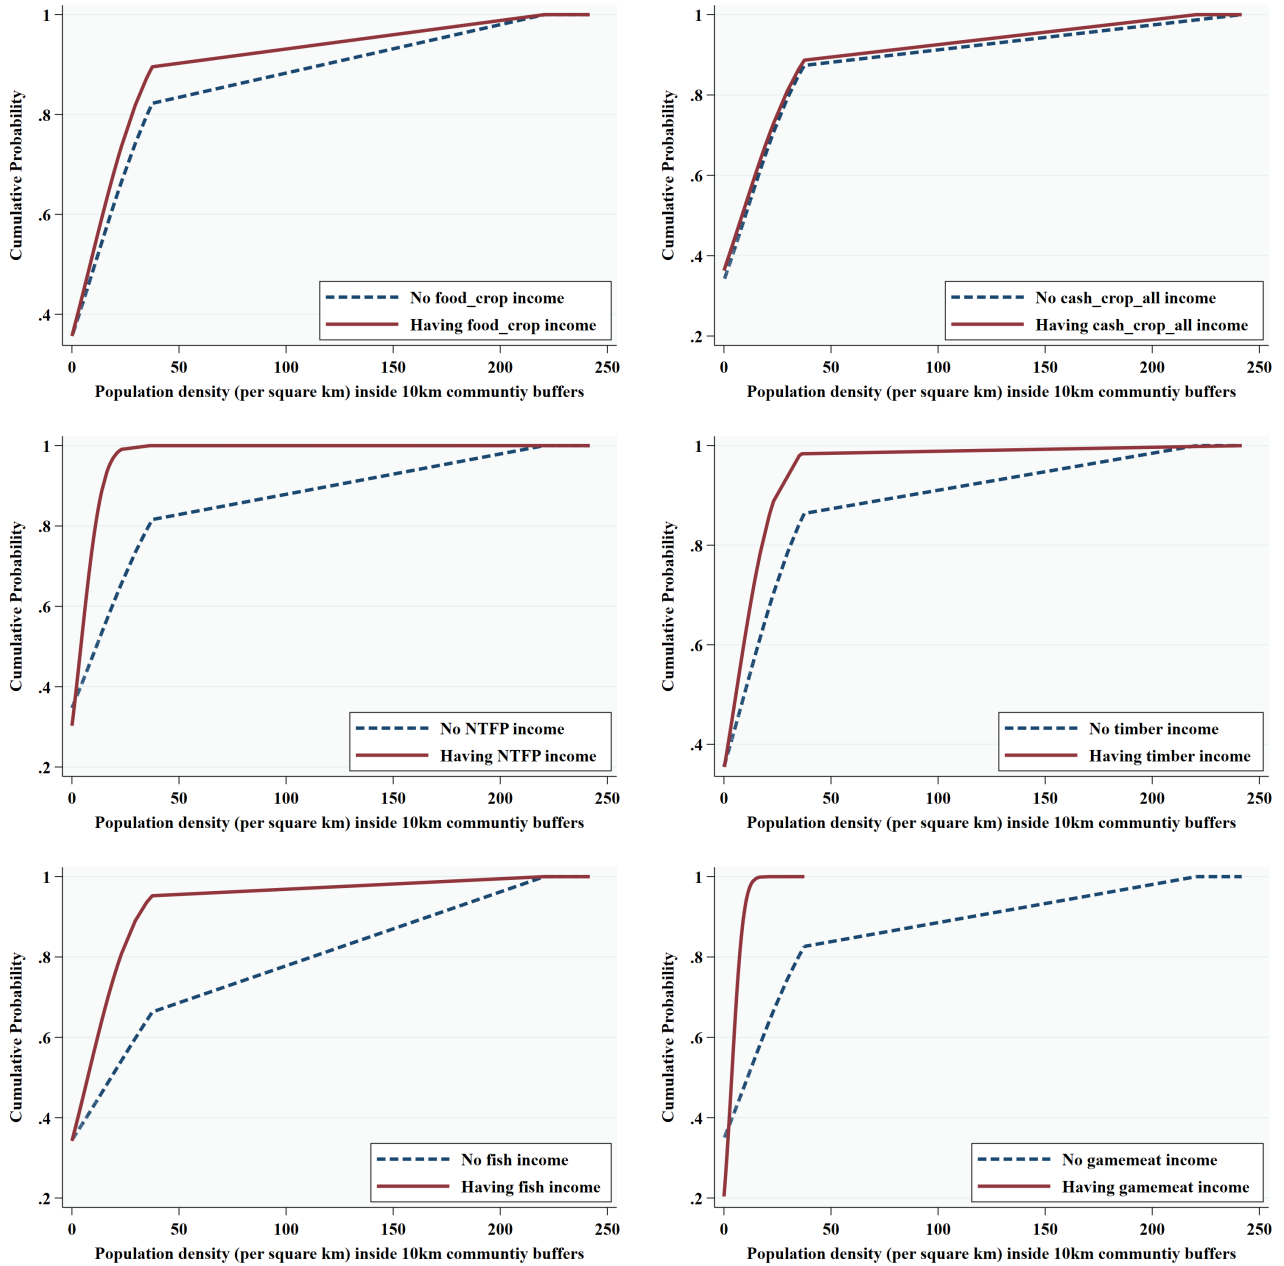 Cumulative Probability
1
.8
.6
.4
No food_crop income
Having food_crop income
0 50 100 150 200 250
Population density (per square km) inside 10km communtiy buffers
Cumulative Probability
1
.8
.6
.4
.2
No cash_crop_all income
Having cash_crop_all income
0 50 100 150 200 250
Population density (per square km) inside 10km communtiy buffers
Cumulative Probability
1
.8
.6
.4
.2
No NTFP income
Having NTFP income
0 50 100 150 200 250
Population density (per square km) inside 10km communtiy buffers
Cumulative Probability
1
.8
.6
.4
No timber income
Having timber income
0 50 100 150 200 250
Population density (per square km) inside 10km communtiy buffers
Cumulative Probability
1
.8
.6
.4
.2
No fish income
Having fish income
0 50 100 150 200 250
Population density (per square km) inside 10km communtiy buffers
Cumulative Probability
1
.8
.6
.4
.2
No gamemeat income
Having gamemeat income
0 50 100 150 200 250
Population density (per square km) inside 10km communtiy buffers